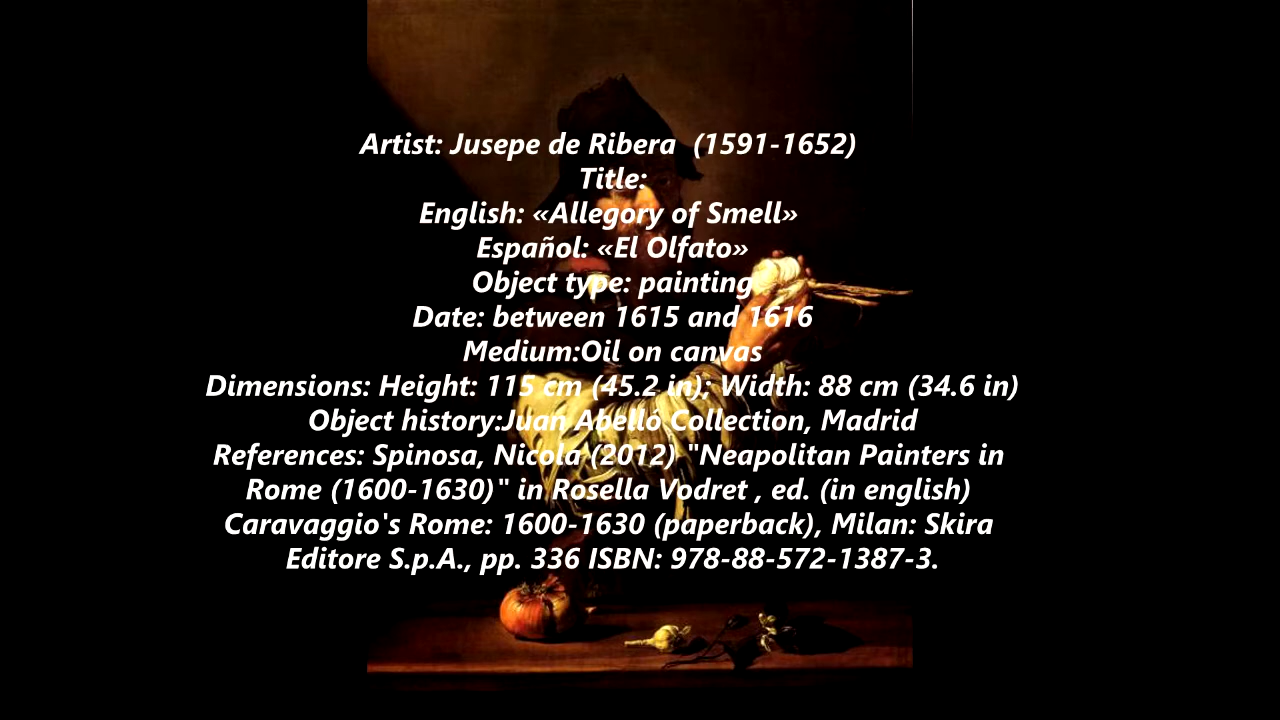 Artist: Jusepe de Ribera (1591-1652)
Title:
English: «Allegory of Smell»
Español: «El Olfato»
Object type: painting
Date: between 1615 and 1616
Medium:Oil on canvas
Dimensions: Height: 115 cm (45.2 in); Width: 88 cm (34.6 in)
Object history:Juan Abelló Collection, Madrid
References: Spinosa, Nicola (2012) "Neapolitan Painters in
Rome (1600-1630)" in Rosella Vodret , ed. (in english)
Caravaggio's Rome: 1600-1630 (paperback), Milan: Skira
Editore S.p.A., pp. 336 ISBN: 978-88-572-1387-3.